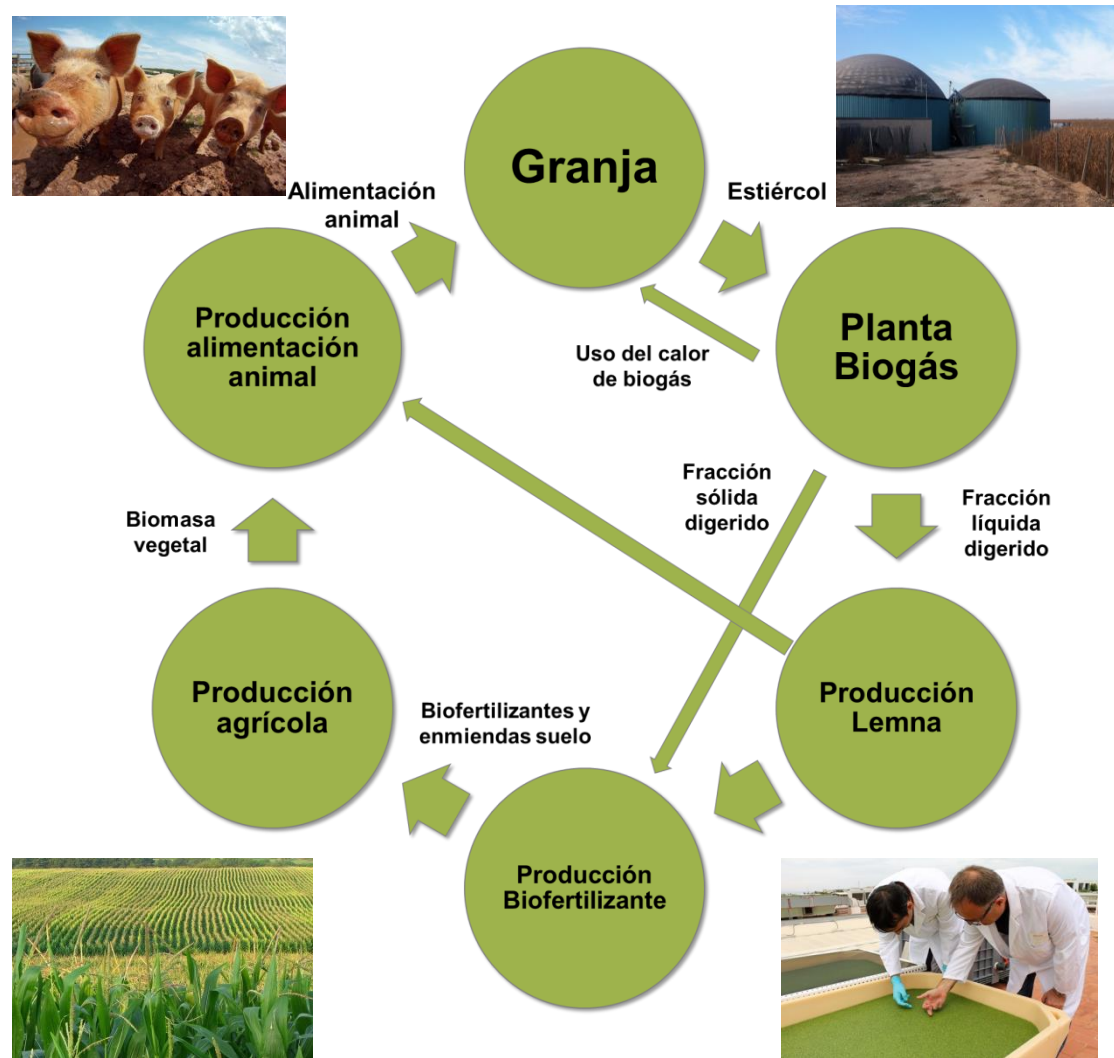 Granja
Alimentación
animal
Estiércol
Producción
alimentación
animal
Planta
Biogás
Uso del calor
de biogás
Fracción
sólida
digerido
Fracción
líquida
digerido
Biomasa
vegetal
Producción
agrícola
Biofertilizantes y
enmiendas suelo
Producción
Lemna
Producción
Biofertilizante